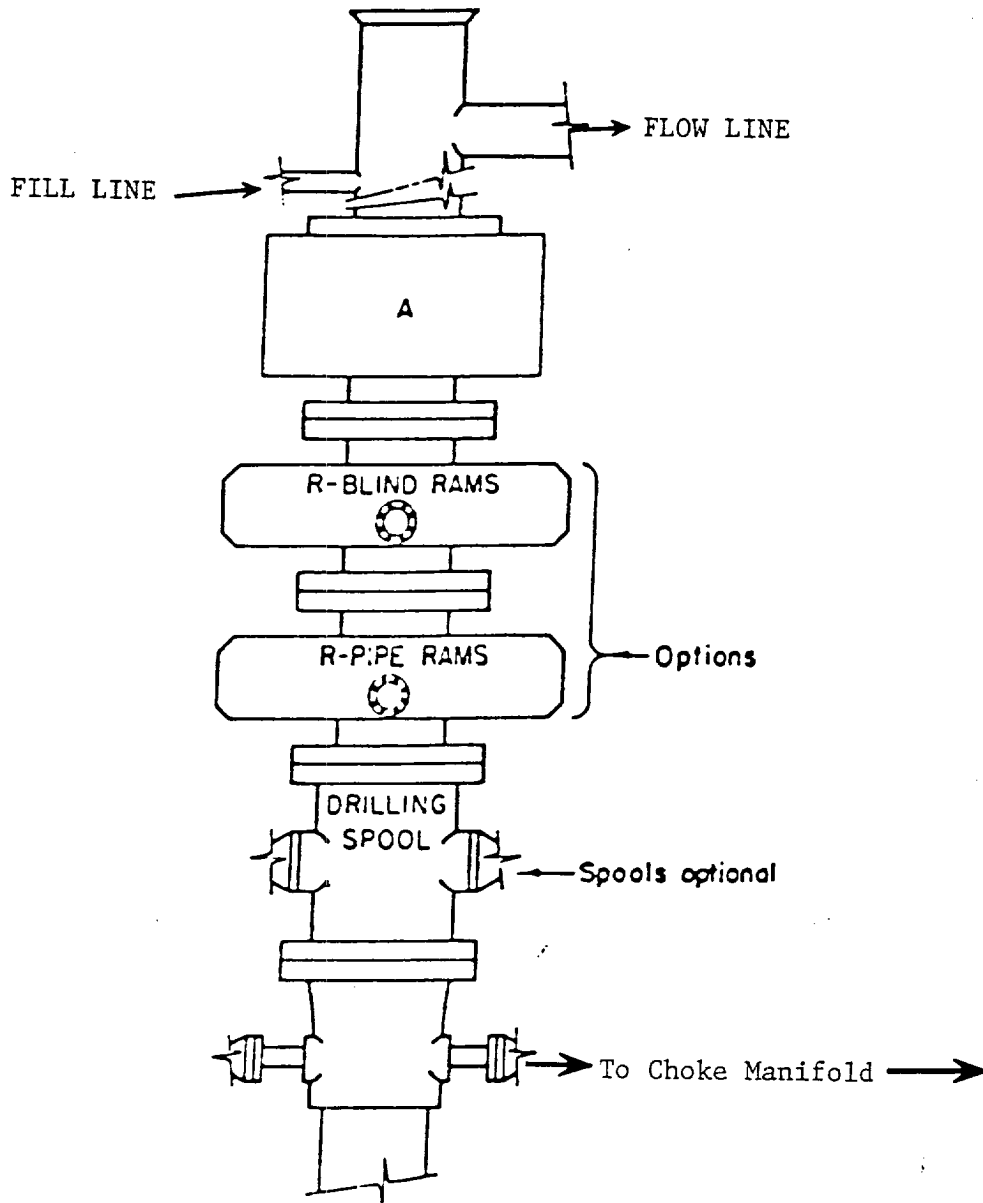 FLOW LINE
FILL LINE
A
R-BLIND RAMS
R-PIPE RAMS
Options
DRILLING
SPOOL
Spools optional
To Choke Manifold